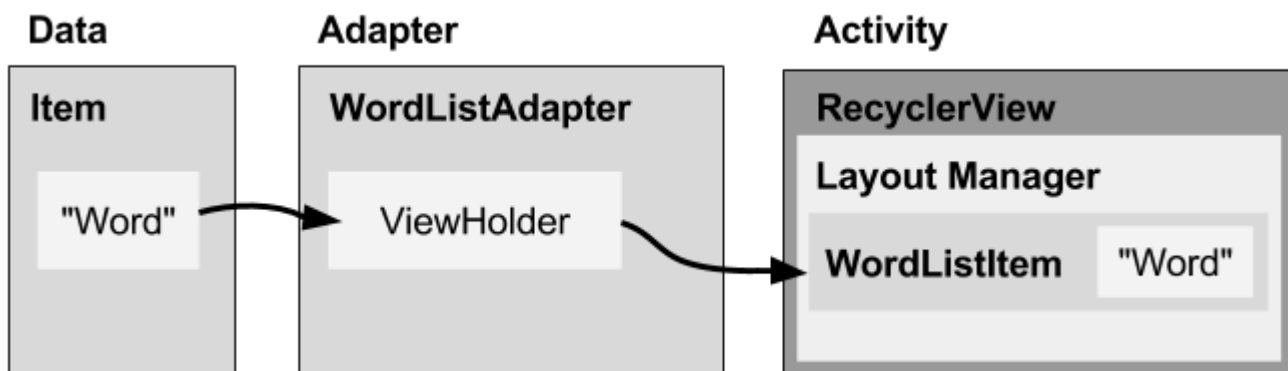 Data
Adapter
Activity
Item
WordListAdapter
RecyclerView
Layout Manager
"Word"
ViewHolder
WordListItem
"Word"